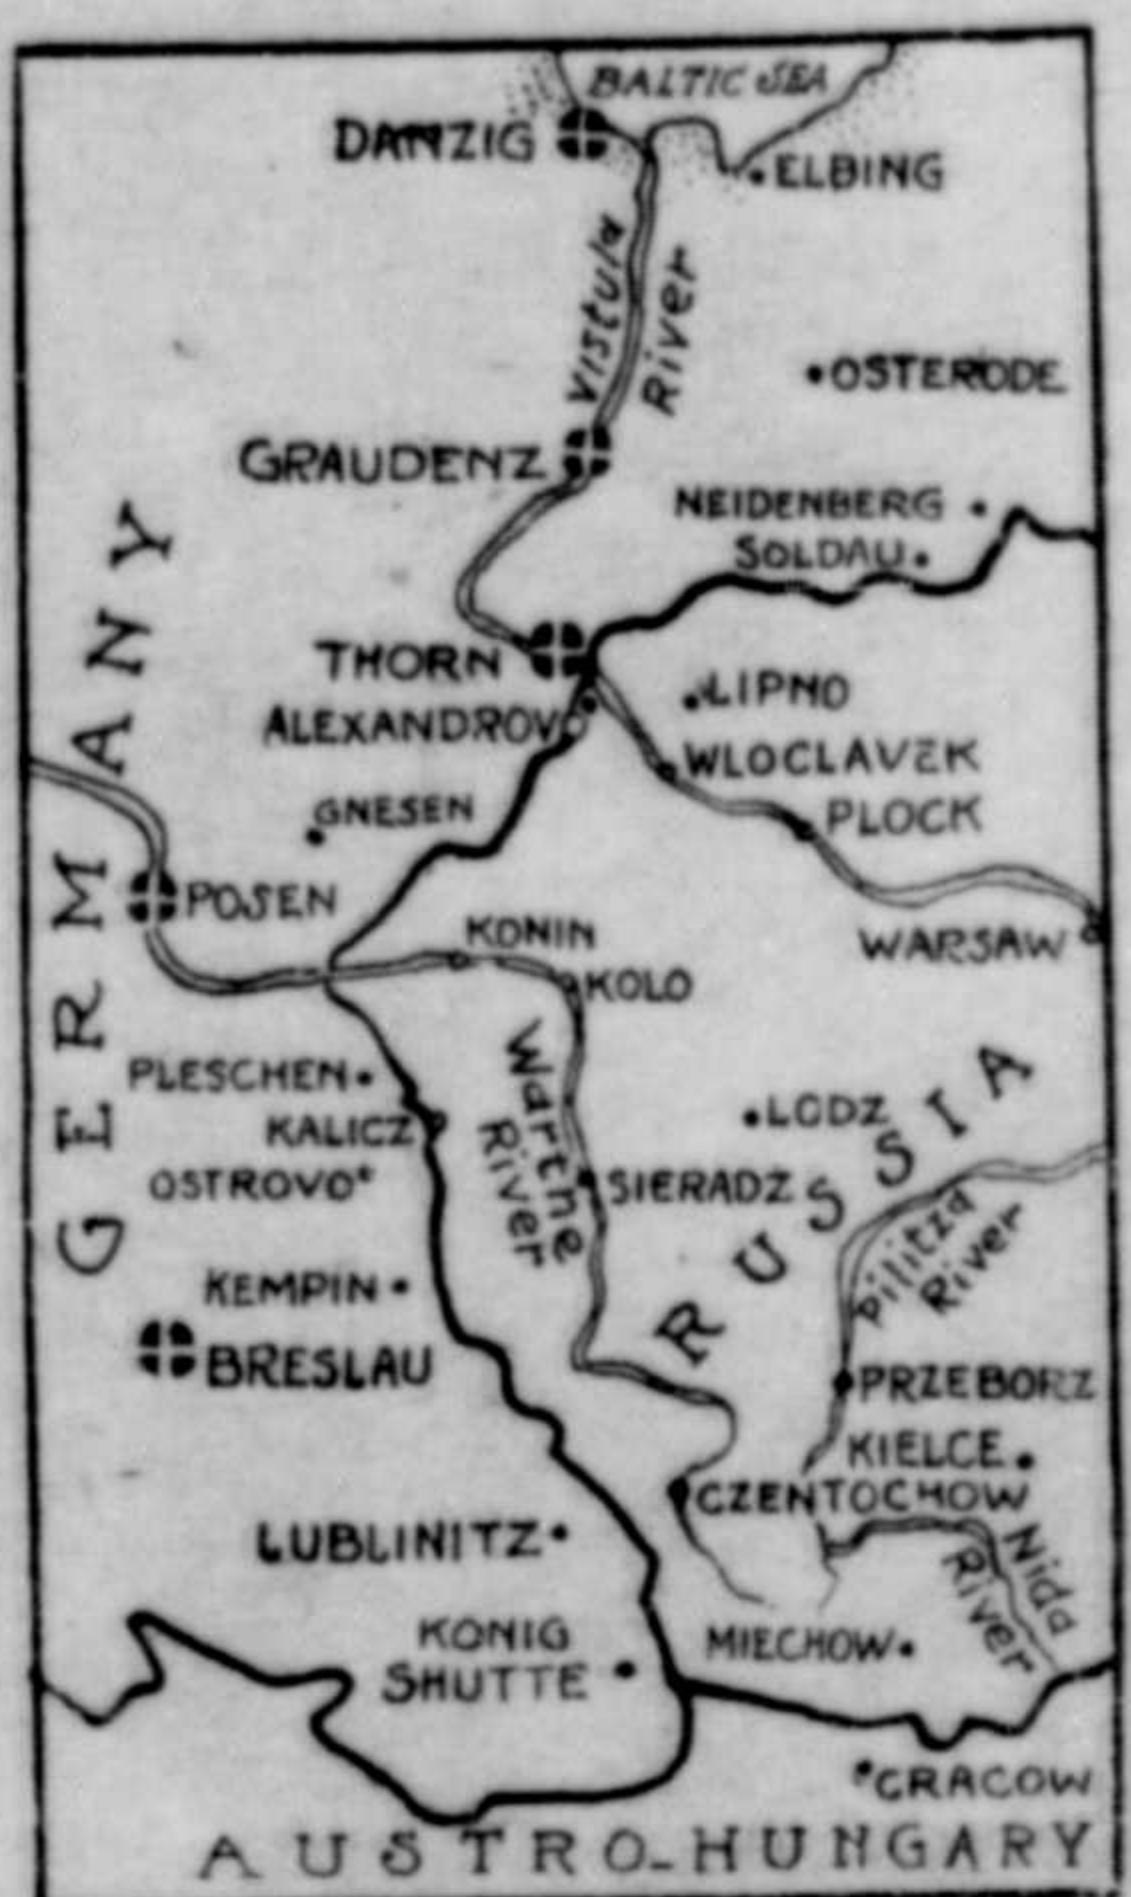 BALTIC SEA
DANZIG
ELBING
Vistula
River
OSTERODE
GRAUDENZ
NEIDENBERG
SOLDAU
THORN
LIPNO
ALEXANDROV
WLOCLAVEK
GNESEN
PLOCK
GERMANY
POSEN
KONIN
WARSAW
KOLO
Warthe
River
PLESCHEN
LODZ
KALICZ
RUSSIA
OSTROVO
SIERADZ
Pilitza
River
KEMPIN
BRESLAU
PRZEBORZ
KIELCE
CZENTOCHOW
LUBLINITZ
Nida
River
KONIG
SHUTTE
MIECHOW
CRACOW
AUSTRO-HUNGARY